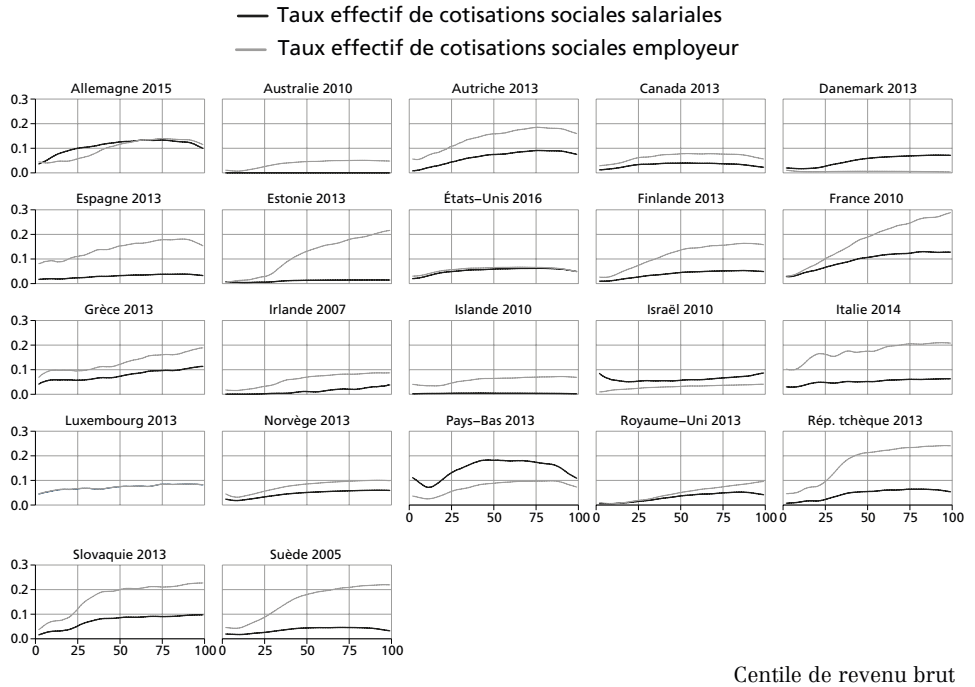 Taux effectif de cotisations sociales salariales
Taux effectif de cotisations sociales employeur
Allemagne 2015 Australie 2010 Autriche 2013 Canada 2013 Danemark 2013
0.3
0.2
0.1
0.0
Espagne 2013 Estonie 2013 États–Unis 2016 Finlande 2013 France 2010
0.3
0.2
0.1
0.0
Grèce 2013 Irlande 2007 Islande 2010 Israël 2010 Italie 2014
0.3
0.2
0.1
0.0
Luxembourg 2013 Norvège 2013 Pays–Bas 2013 Royaume–Uni 2013 Rép. tchèque 2013
0.3
0.2
0.1
0.0
0 25 50 75 100 0 25 50 75 100 0 25 50 75 100
Slovaquie 2013 Suède 2005
0.3
0.2
0.1
0.0
0 25 50 75 100 0 25 50 75 100
Centile de revenu brut